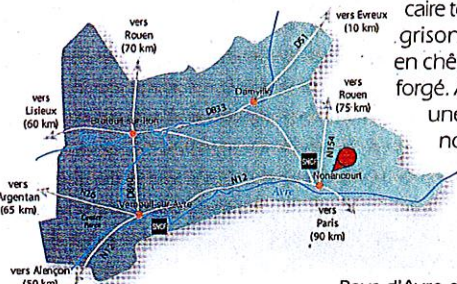 caire t
grison
en chê
forgé. A
une
no
vers
Rouen
(70 km)
vers Evreux
(10 km)
D51
vers
Rouen
(75 km)
vers
Lisieux
(60 km)
Damville
D833
N154
SNCF
Nonancourt
N12
Avre
vers
Argentan
(65 km)
SNCF
vers
Paris
(90 km)
vers Alençon
(50 km)
Pays d'Avre